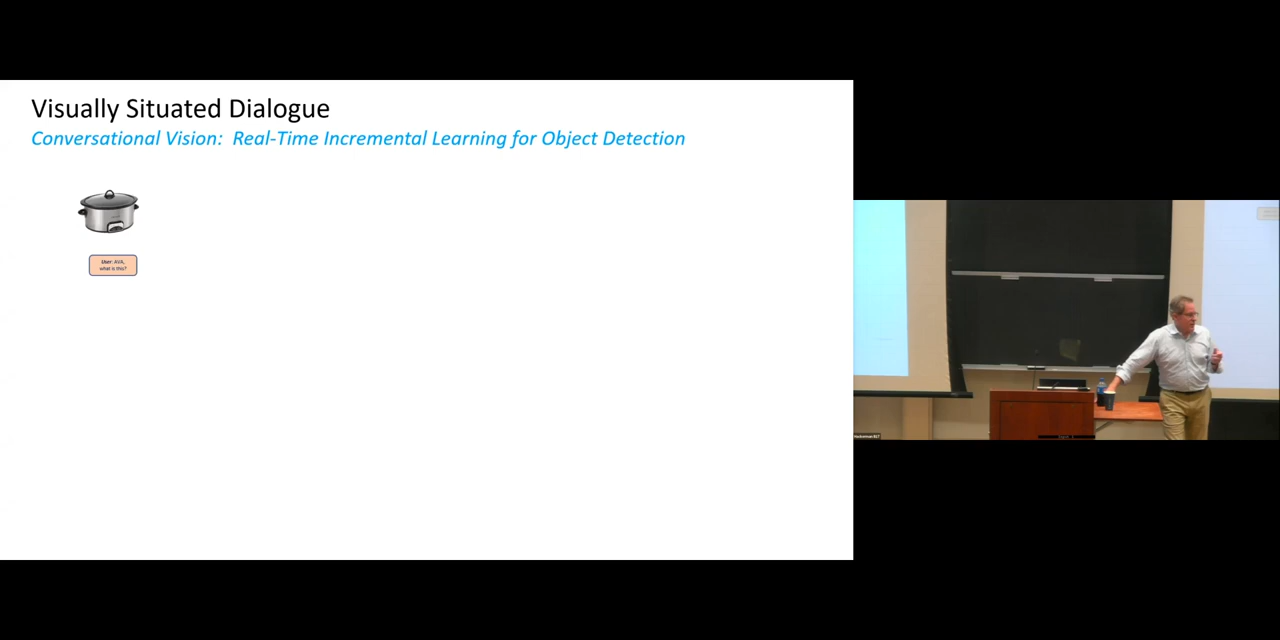 Visually Situated Dialogue
Conversational Vision: Real-Time Incremental Learning for Object Detection
User: AVA,
what is this?